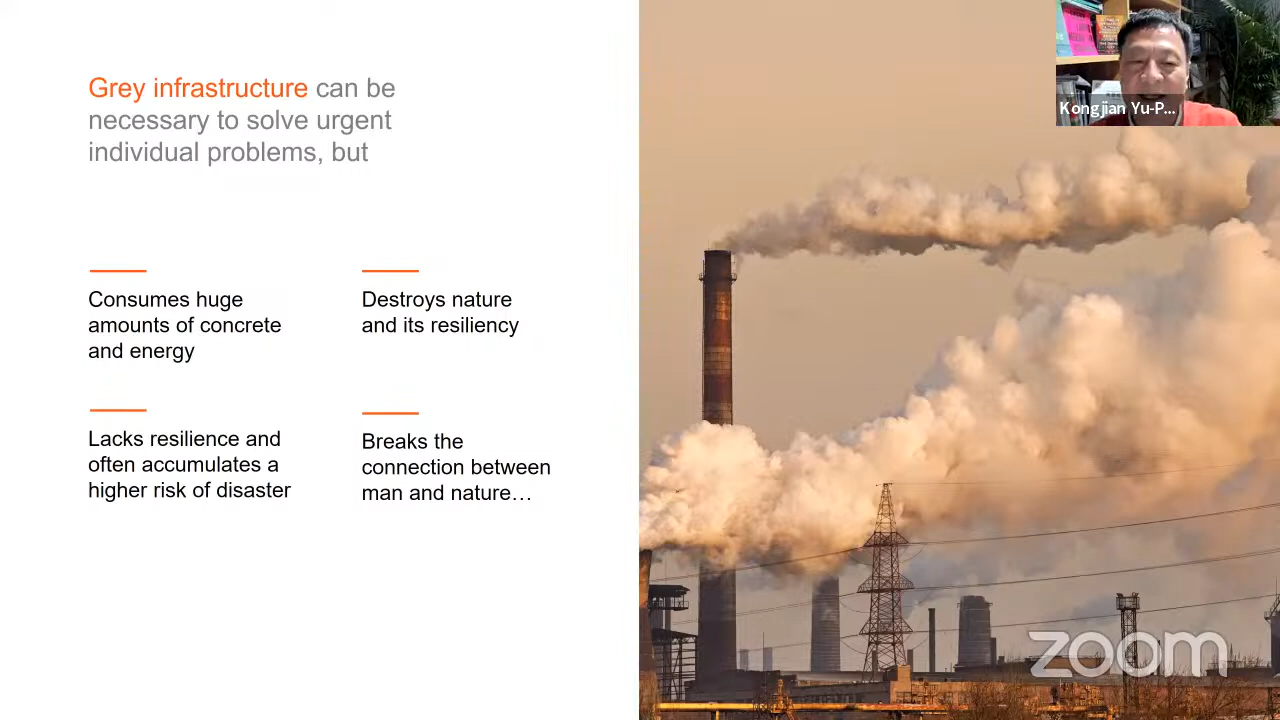 Grey infrastructure can be
necessary to solve urgent
individual problems, but
Consumes huge
amounts of concrete
and energy
Destroys nature
and its resiliency
Lacks resilience and
often accumulates a
higher risk of disaster
Breaks the
connection between
man and nature…
Kongjian Yu-P...
zoom